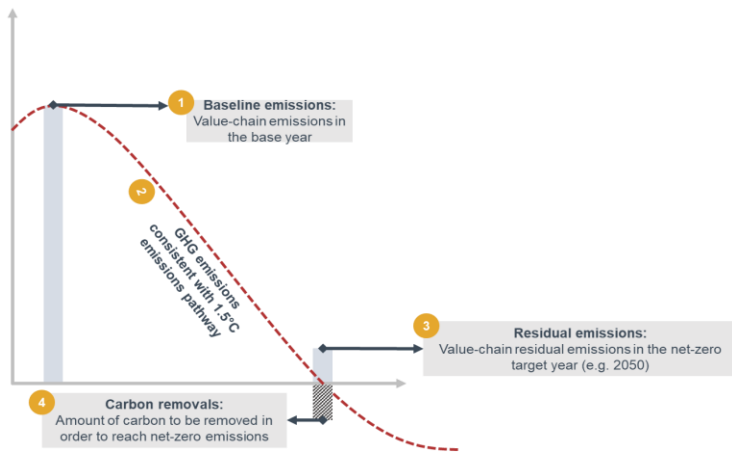 1
Baseline emissions:
Value-chain emissions in
the base year
2
GHG emissions
consistent with 1.5°C
emissions pathway
3
Residual emissions:
Value-chain residual emissions in the net-zero
target year (e.g. 2050)
4
Carbon removals:
Amount of carbon to be removed in
order to reach net-zero emissions